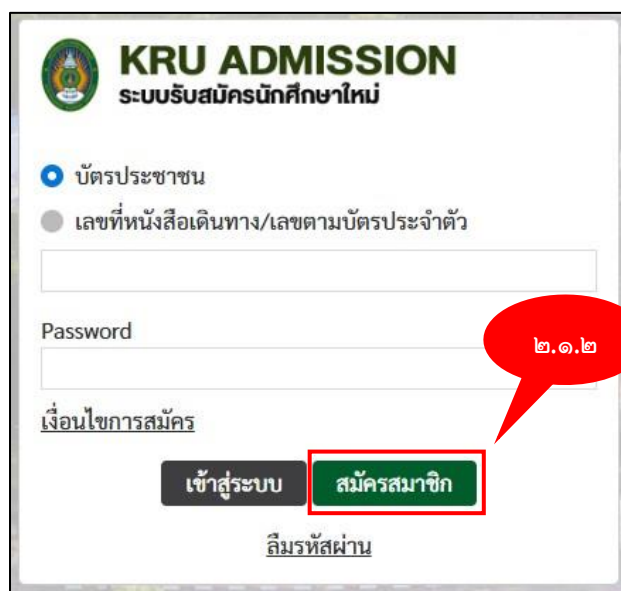 KRU ADMISSION
ระบบรับสมัครนักศึกษาใหม่
บัตรประชาชน
เลขที่หนังสือเดินทาง/เลขตามบัตรประจำตัว
Password
๒.๑.๒
เงื่อนไขการสมัคร
เข้าสู่ระบบ สมัครสมาชิก
ลืมรหัสผ่าน